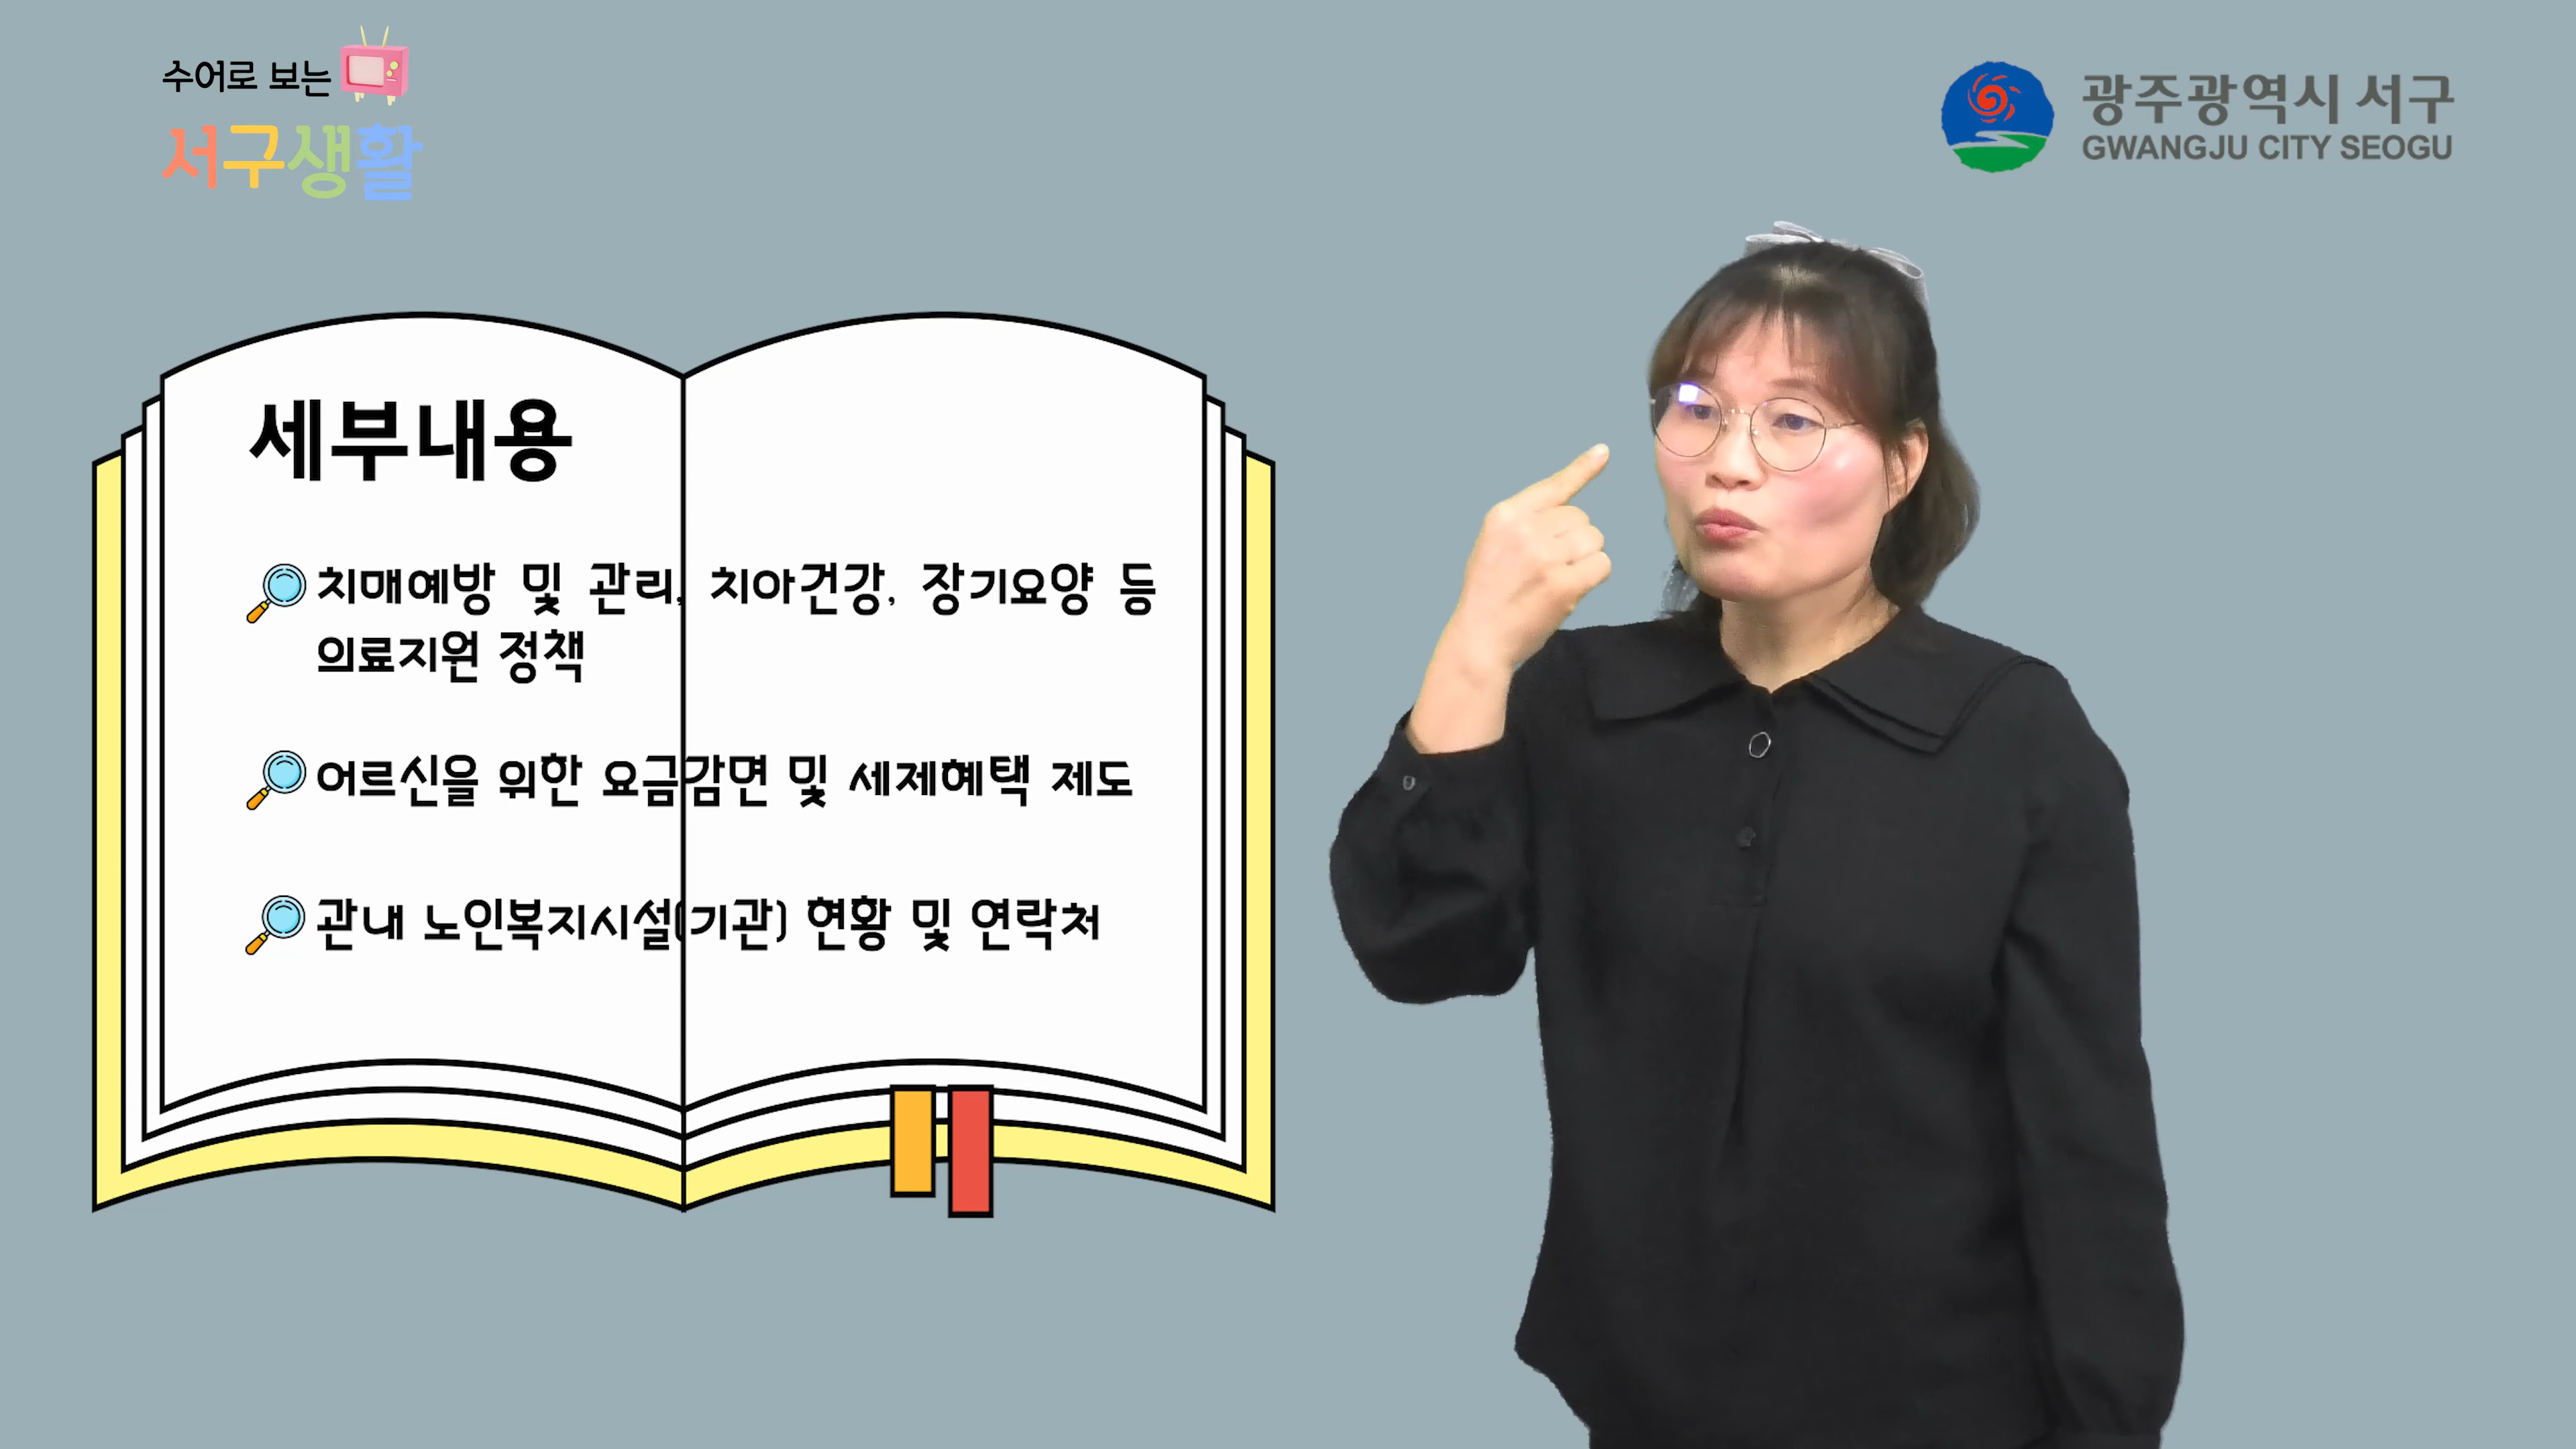 수어로 보는
서구생활
광주광역시 서구
GWANGJU CITY SEOGU
세부내용
치매예방 및 관리, 치아건강, 장기요양 등
의료지원 정책
어르신을 위한 요금감면 및 세제혜택 제도
관내 노인복지시설(기관) 현황 및 연락처